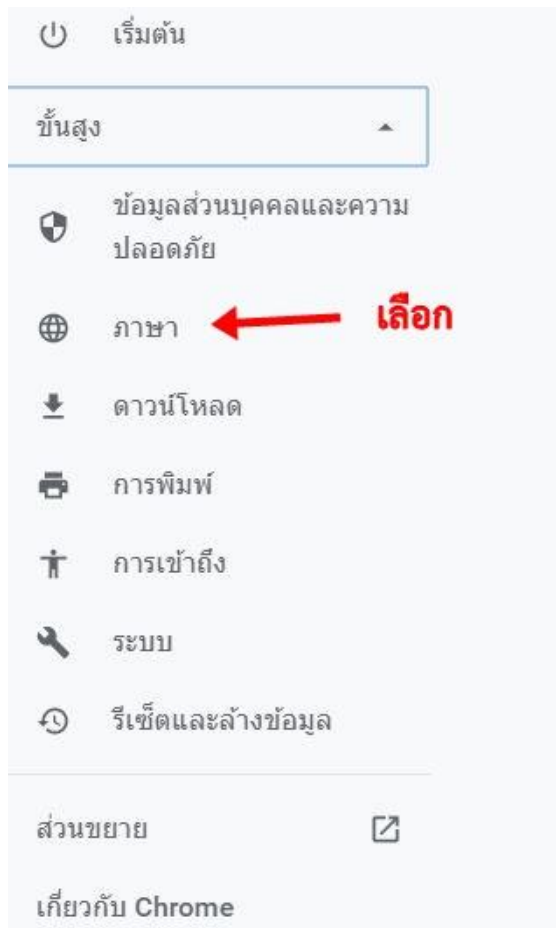 เริ่มต้น
ขั้นสูง
ข้อมูลส่วนบุคคลและความ
ปลอดภัย
ภาษา เลือก
ดาวน์โหลด
การพิมพ์
การเข้าถึง
ระบบ
รีเซ็ตและล้างข้อมูล
ส่วนขยาย
เกี่ยวกับ Chrome